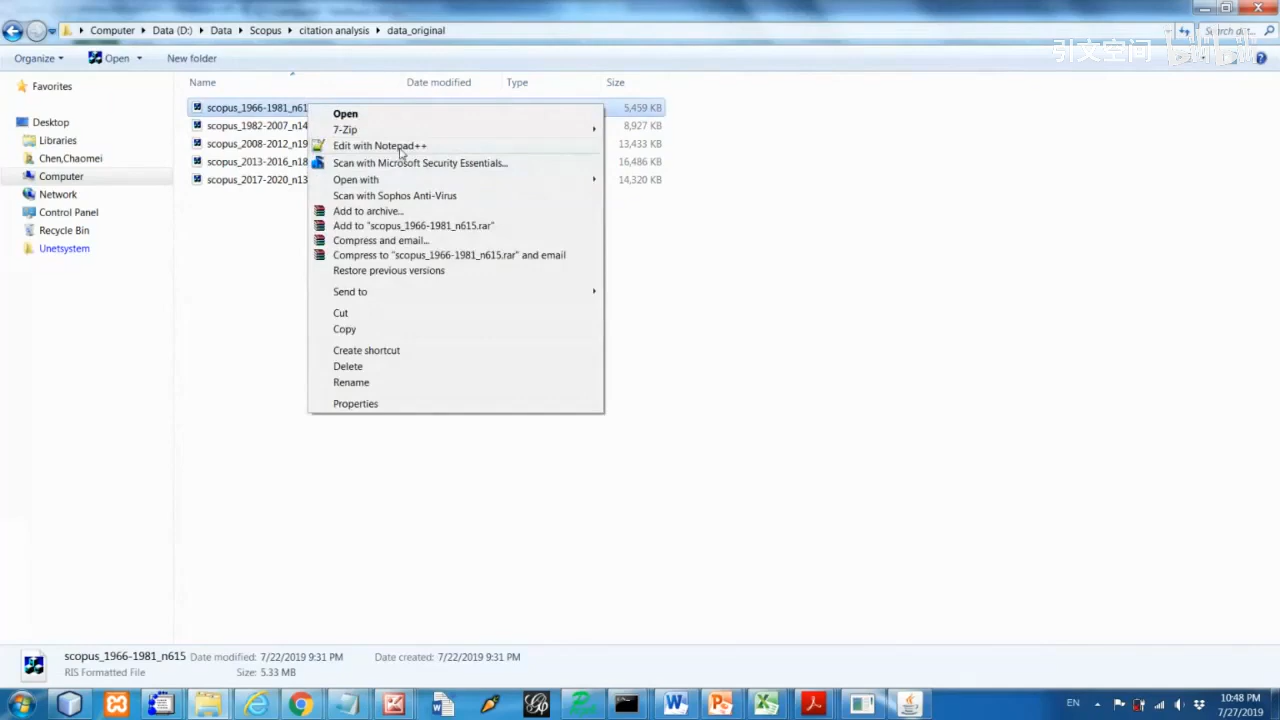 Computer
Data (D:)
Data
Scopus
citation analysis
data_original
引文空间
Organize
Open
New folder
Name
Date modified
Type
Size
Favorites
Desktop
Libraries
Chen,Chaomei
Computer
Network
Control Panel
Recycle Bin
Unetsystem
scopus_1966-1981_n61
5,459 KB
scopus_1982-2007_n14
8,927 KB
scopus_2008-2012_n19
13,433 KB
scopus_2013-2016_n18
16,486 KB
scopus_2017-2020_n13
14,320 KB
Open
7-Zip
Edit with Notepad++
Scan with Microsoft Security Essentials...
Open with
Scan with Sophos Anti-Virus
Add to archive...
Add to "scopus_1966-1981_n615.rar"
Compress and email...
Compress to "scopus_1966-1981_n615.rar" and email
Restore previous versions
Send to
Cut
Copy
Create shortcut
Delete
Rename
Properties
scopus_1966-1981_n615 Date modified: 7/22/2019 9:31 PM Date created: 7/22/2019 9:31 PM
RIS Formatted File Size: 5.33 MB
EN
10:48 PM
7/27/2019